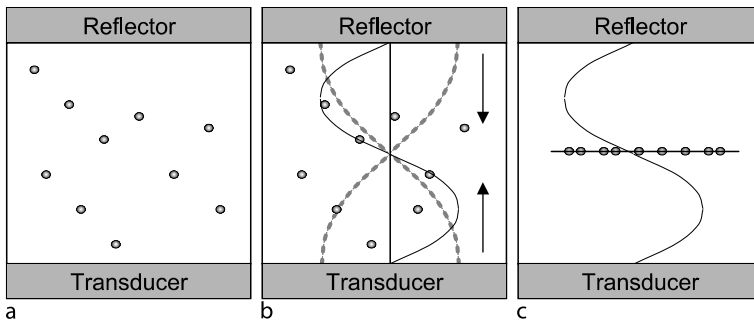 Reflector
Transducer
a
Reflector
Transducer
b
Reflector
Transducer
c